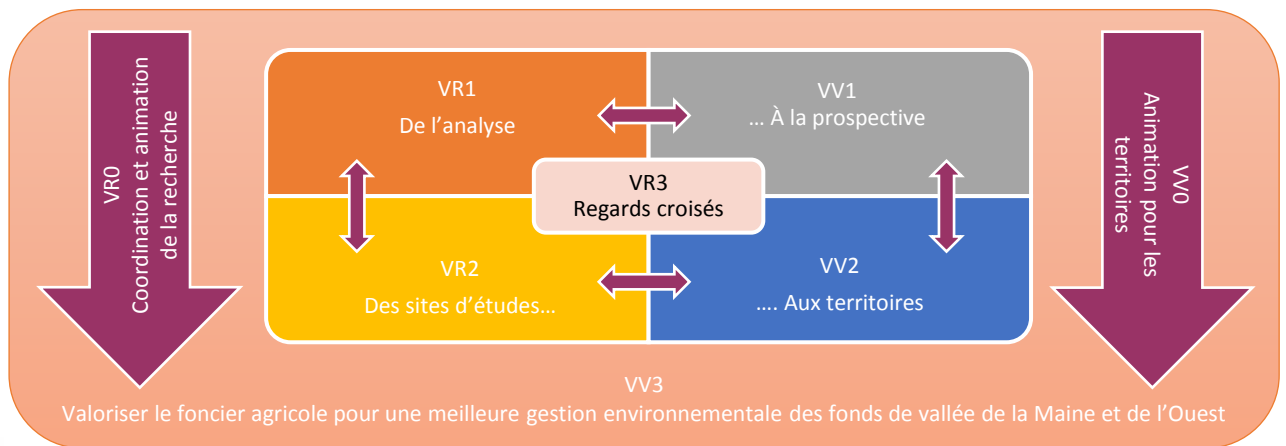 VR0
Coordination et animation
de la recherche
VR1
De l'analyse
VV1
… À la prospective
VR3
Regards croisés
VR2
Des sites d'études…
VV2
…. Aux territoires
VV0
Animation pour les
territoires
VV3
Valoriser le foncier agricole pour une meilleure gestion environnementale des fonds de vallée de la Maine et de l'Ouest